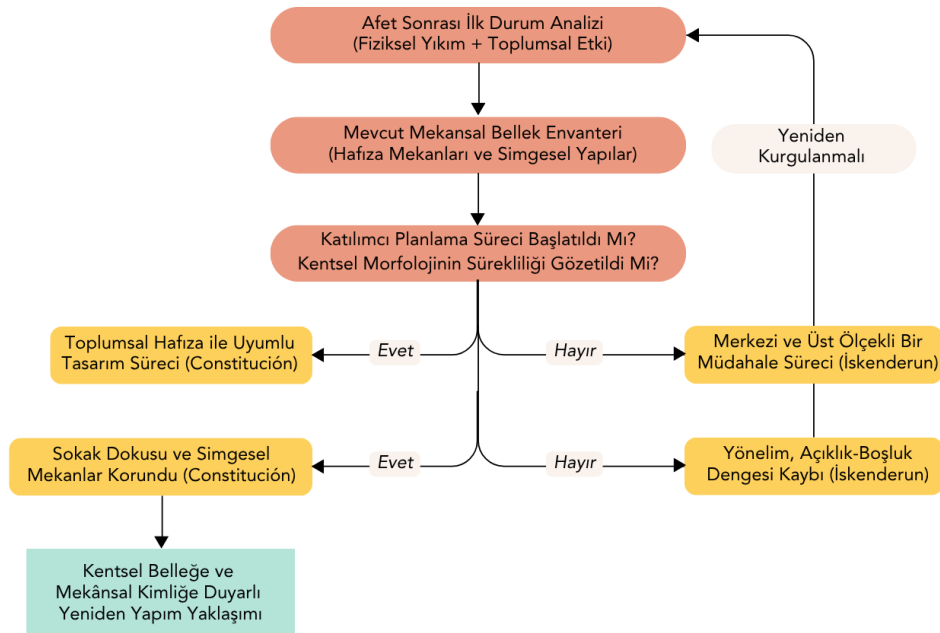 Afet Sonrası İlk Durum Analizi
(Fiziksel Yıkım + Toplumsal Etki)
Mevcut Mekansal Bellek Envanteri
(Hafıza Mekanları ve Simgesel Yapılar)
Yeniden
Kurgulanmalı
Katılımcı Planlama Süreci Başlatıldı Mı?
Kentsel Morfolojinin Sürekliliği Gözetildi Mi?
Toplumsal Hafıza ile Uyumlu
Tasarım Süreci (Constitución)
Evet
Hayır
Merkezi ve Üst Ölçekli Bir
Müdahale Süreci (İskenderun)
Sokak Dokusu ve Simgesel
Mekanlar Korundu (Constitución)
Evet
Hayır
Yönelim, Açıklık-Boşluk
Dengesi Kaybı (İskenderun)
Kentsel Belleğe ve
Mekânsal Kimliğe Duyarlı
Yeniden Yapım Yaklaşımı